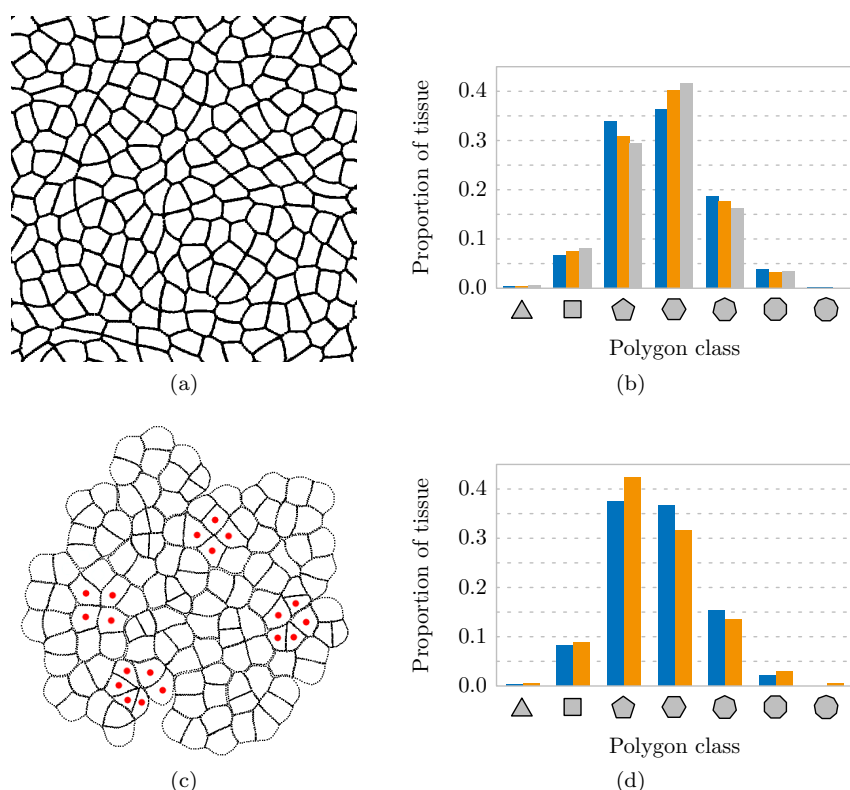 (a)
Proportion of tissue
0.4
0.3
0.2
0.1
0.0
Polygon class
(b)
(c)
Proportion of tissue
0.4
0.3
0.2
0.1
0.0
Polygon class
(d)